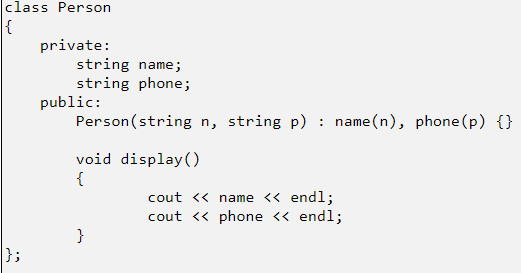 class Person
{
    private:
        string name;
        string phone;
    public:
        Person(string n, string p) : name(n), phone(p) {}

        void display()
        {
                cout << name << endl;
                cout << phone << endl;
        }
};